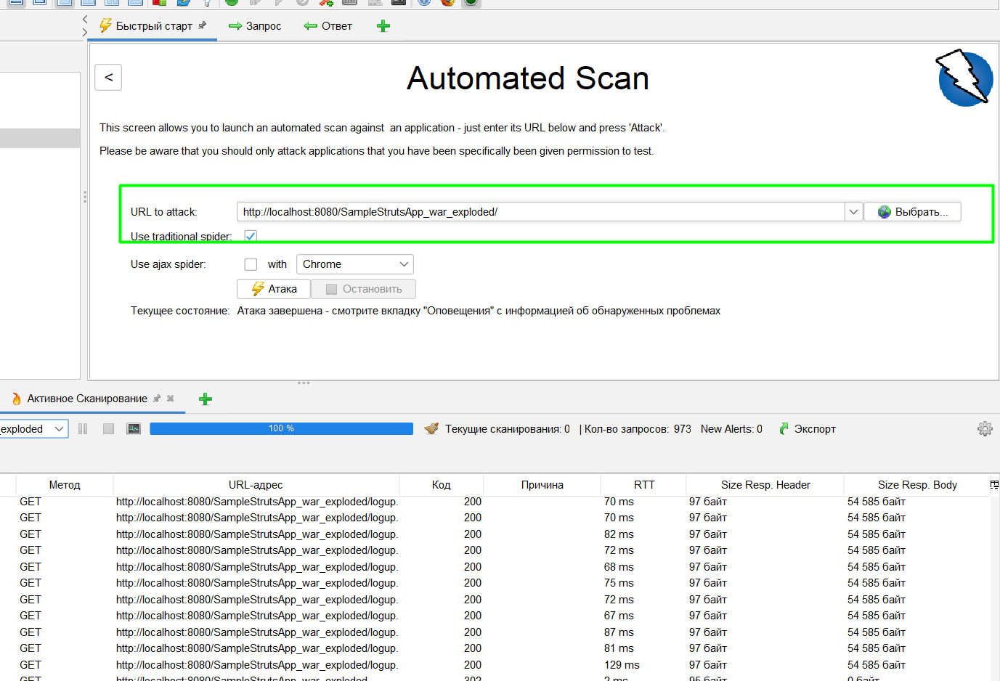 Быстрый старт Запрос Ответ
<
Automated Scan
This screen allows you to launch an automated scan against  an application - just enter its URL below and press 'Attack'.
Please be aware that you should only attack applications that you have been specifically been given permission to test.
URL to attack: http://localhost:8080/SampleStrutsApp_war_exploded/ Выбрать...
Use traditional spider:
Use ajax spider: with Chrome
Атака Остановить
Текущее состояние: Атака завершена - смотрите вкладку "Оповещения" с информацией об обнаруженных проблемах
Активное Сканирование
exploded 100 % Текущие сканирования: 0 | Кол-во запросов: 973 New Alerts: 0 Экспорт
Метод URL-адрес Код Причина RTT Size Resp. Header Size Resp. Body
GET http://localhost:8080/SampleStrutsApp_war_exploded/logup. 200 70 ms 97 байт 54 585 байт
GET http://localhost:8080/SampleStrutsApp_war_exploded/logup. 200 70 ms 97 байт 54 585 байт
GET http://localhost:8080/SampleStrutsApp_war_exploded/logup. 200 82 ms 97 байт 54 585 байт
GET http://localhost:8080/SampleStrutsApp_war_exploded/logup. 200 72 ms 97 байт 54 585 байт
GET http://localhost:8080/SampleStrutsApp_war_exploded/logup. 200 68 ms 97 байт 54 585 байт
GET http://localhost:8080/SampleStrutsApp_war_exploded/logup. 200 75 ms 97 байт 54 585 байт
GET http://localhost:8080/SampleStrutsApp_war_exploded/logup. 200 72 ms 97 байт 54 585 байт
GET http://localhost:8080/SampleStrutsApp_war_exploded/logup. 200 67 ms 97 байт 54 585 байт
GET http://localhost:8080/SampleStrutsApp_war_exploded/logup. 200 87 ms 97 байт 54 585 байт
GET http://localhost:8080/SampleStrutsApp_war_exploded/logup. 200 81 ms 97 байт 54 585 байт
GET http://localhost:8080/SampleStrutsApp_war_exploded/logup. 200 129 ms 97 байт 54 585 байт
GET http://localhost:8080/SampleStrutsApp_war_exploded 302 2 ms 95 байт 0 байт